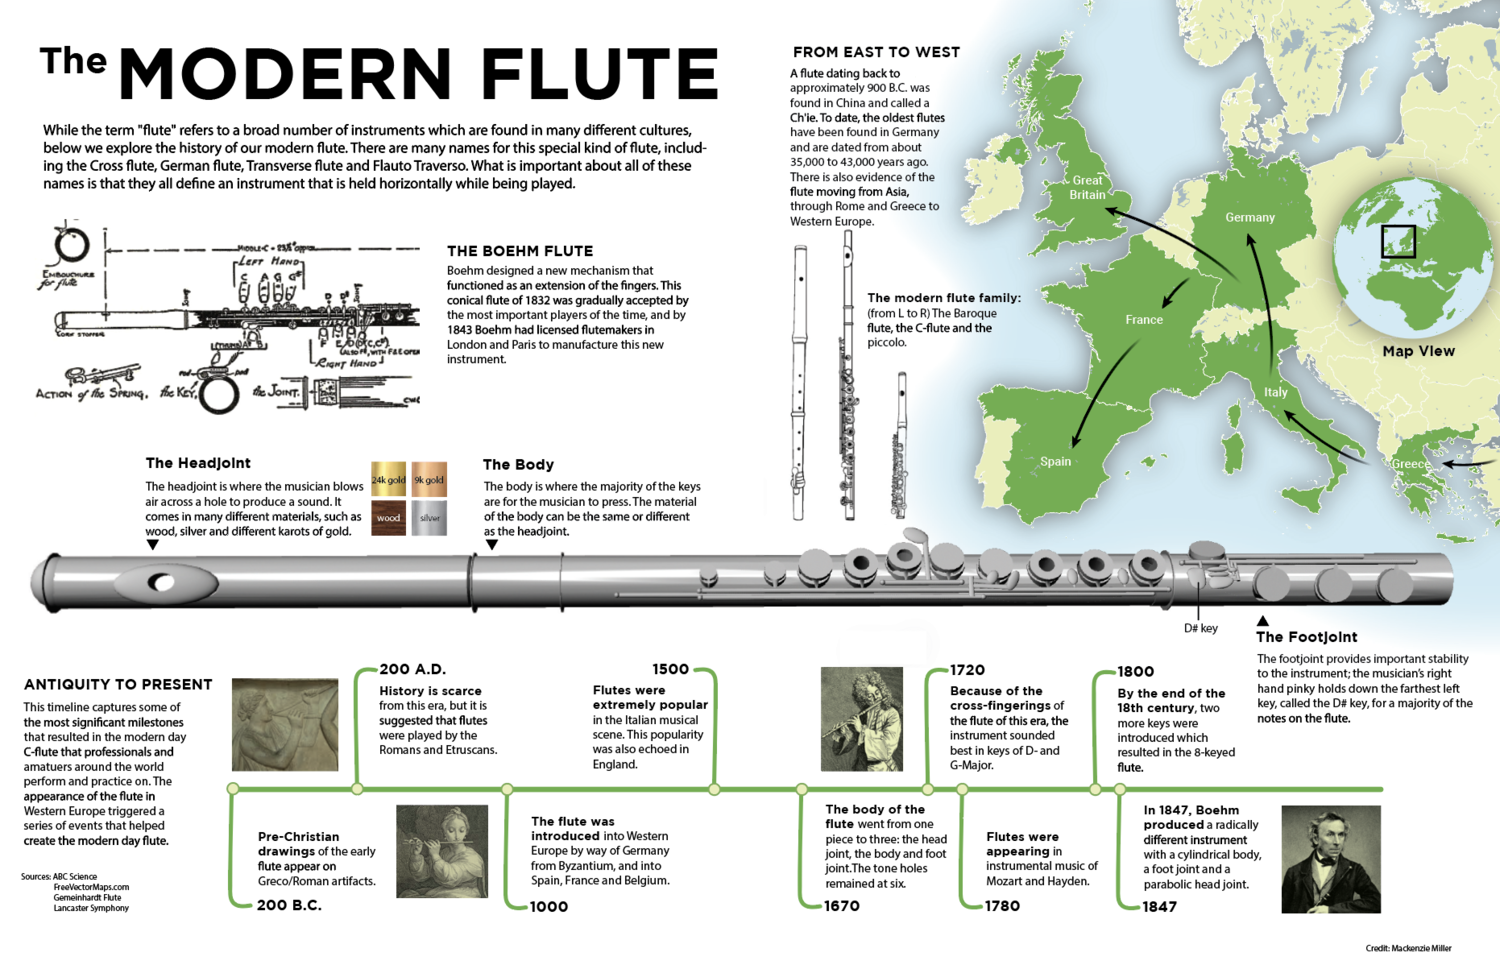 The MODERN FLUTE
While the term "flute" refers to a broad number of instruments which are found in many different cultures,
below we explore the history of our modern flute. There are many names for this special kind of flute, includ-
ing the Cross flute, German flute, Transverse flute and Flauto Traverso. What is important about all of these
names is that they all define an instrument that is held horizontally while being played.
FROM EAST TO WEST
A flute dating back to
approximately 900 B.C. was
found in China and called a
Ch'ie. To date, the oldest flutes
have been found in Germany
and are dated from about
35,000 to 43,000 years ago.
There is also evidence of the
flute moving from Asia,
through Rome and Greece to
Western Europe.
Great
Britain
Germany
France
Italy
Spain
Greece
Map VIew
EMBOUCHURE
for flute
LEFT HAND
C A G G#
CORK STOPPER
(THUMB) A# B
RIGHT HAND
ACTION of the SPRING,
the KEY,
the JOINT.
rod
pad
THE BOEHM FLUTE
Boehm designed a new mechanism that
functioned as an extension of the fingers. This
conical flute of 1832 was gradually accepted by
the most important players of the time, and by
1843 Boehm had licensed flutemakers in
London and Paris to manufacture this new
instrument.
The modern flute family:
(from L to R) The Baroque
flute, the C-flute and the
piccolo.
The Headjoint
The headjoint is where the musician blows
air across a hole to produce a sound. It
comes in many different materials, such as
wood, silver and different karots of gold.
24k gold
9k gold
wood
silver
The Body
The body is where the majority of the keys
are for the musician to press. The material
of the body can be the same or different
as the headjoint.
D# key
The Footjoint
The footjoint provides important stability
to the instrument; the musician's right
hand pinky holds down the farthest left
key, called the D# key, for a majority of the
notes on the flute.
ANTIQUITY TO PRESENT
This timeline captures some of
the most significant milestones
that resulted in the modern day
C-flute that professionals and
amatuers around the world
perform and practice on. The
appearance of the flute in
Western Europe triggered a
series of events that helped
create the modern day flute.
Sources: ABC Science
FreeVectorMaps.com
Gemeinhardt Flute
Lancaster Symphony
Pre-Christian
drawings of the early
flute appear on
Greco/Roman artifacts.
200 B.C.
200 A.D.
History is scarce
from this era, but it is
suggested that flutes
were played by the
Romans and Etruscans.
The flute was
introduced into Western
Europe by way of Germany
from Byzantium, and into
Spain, France and Belgium.
1000
1500
Flutes were
extremely popular
in the Italian musical
scene. This popularity
was also echoed in
England.
The body of the
flute went from one
piece to three: the head
joint, the body and foot
joint.The tone holes
remained at six.
1670
1720
Because of the
cross-fingerings of
the flute of this era, the
instrument sounded
best in keys of D- and
G-Major.
Flutes were
appearing in
instrumental music of
Mozart and Hayden.
1780
1800
By the end of the
18th century, two
more keys were
introduced which
resulted in the 8-keyed
flute.
In 1847, Boehm
produced a radically
different instrument
with a cylindrical body,
a foot joint and a
parabolic head joint.
1847
Credit: Mackenzie Miller